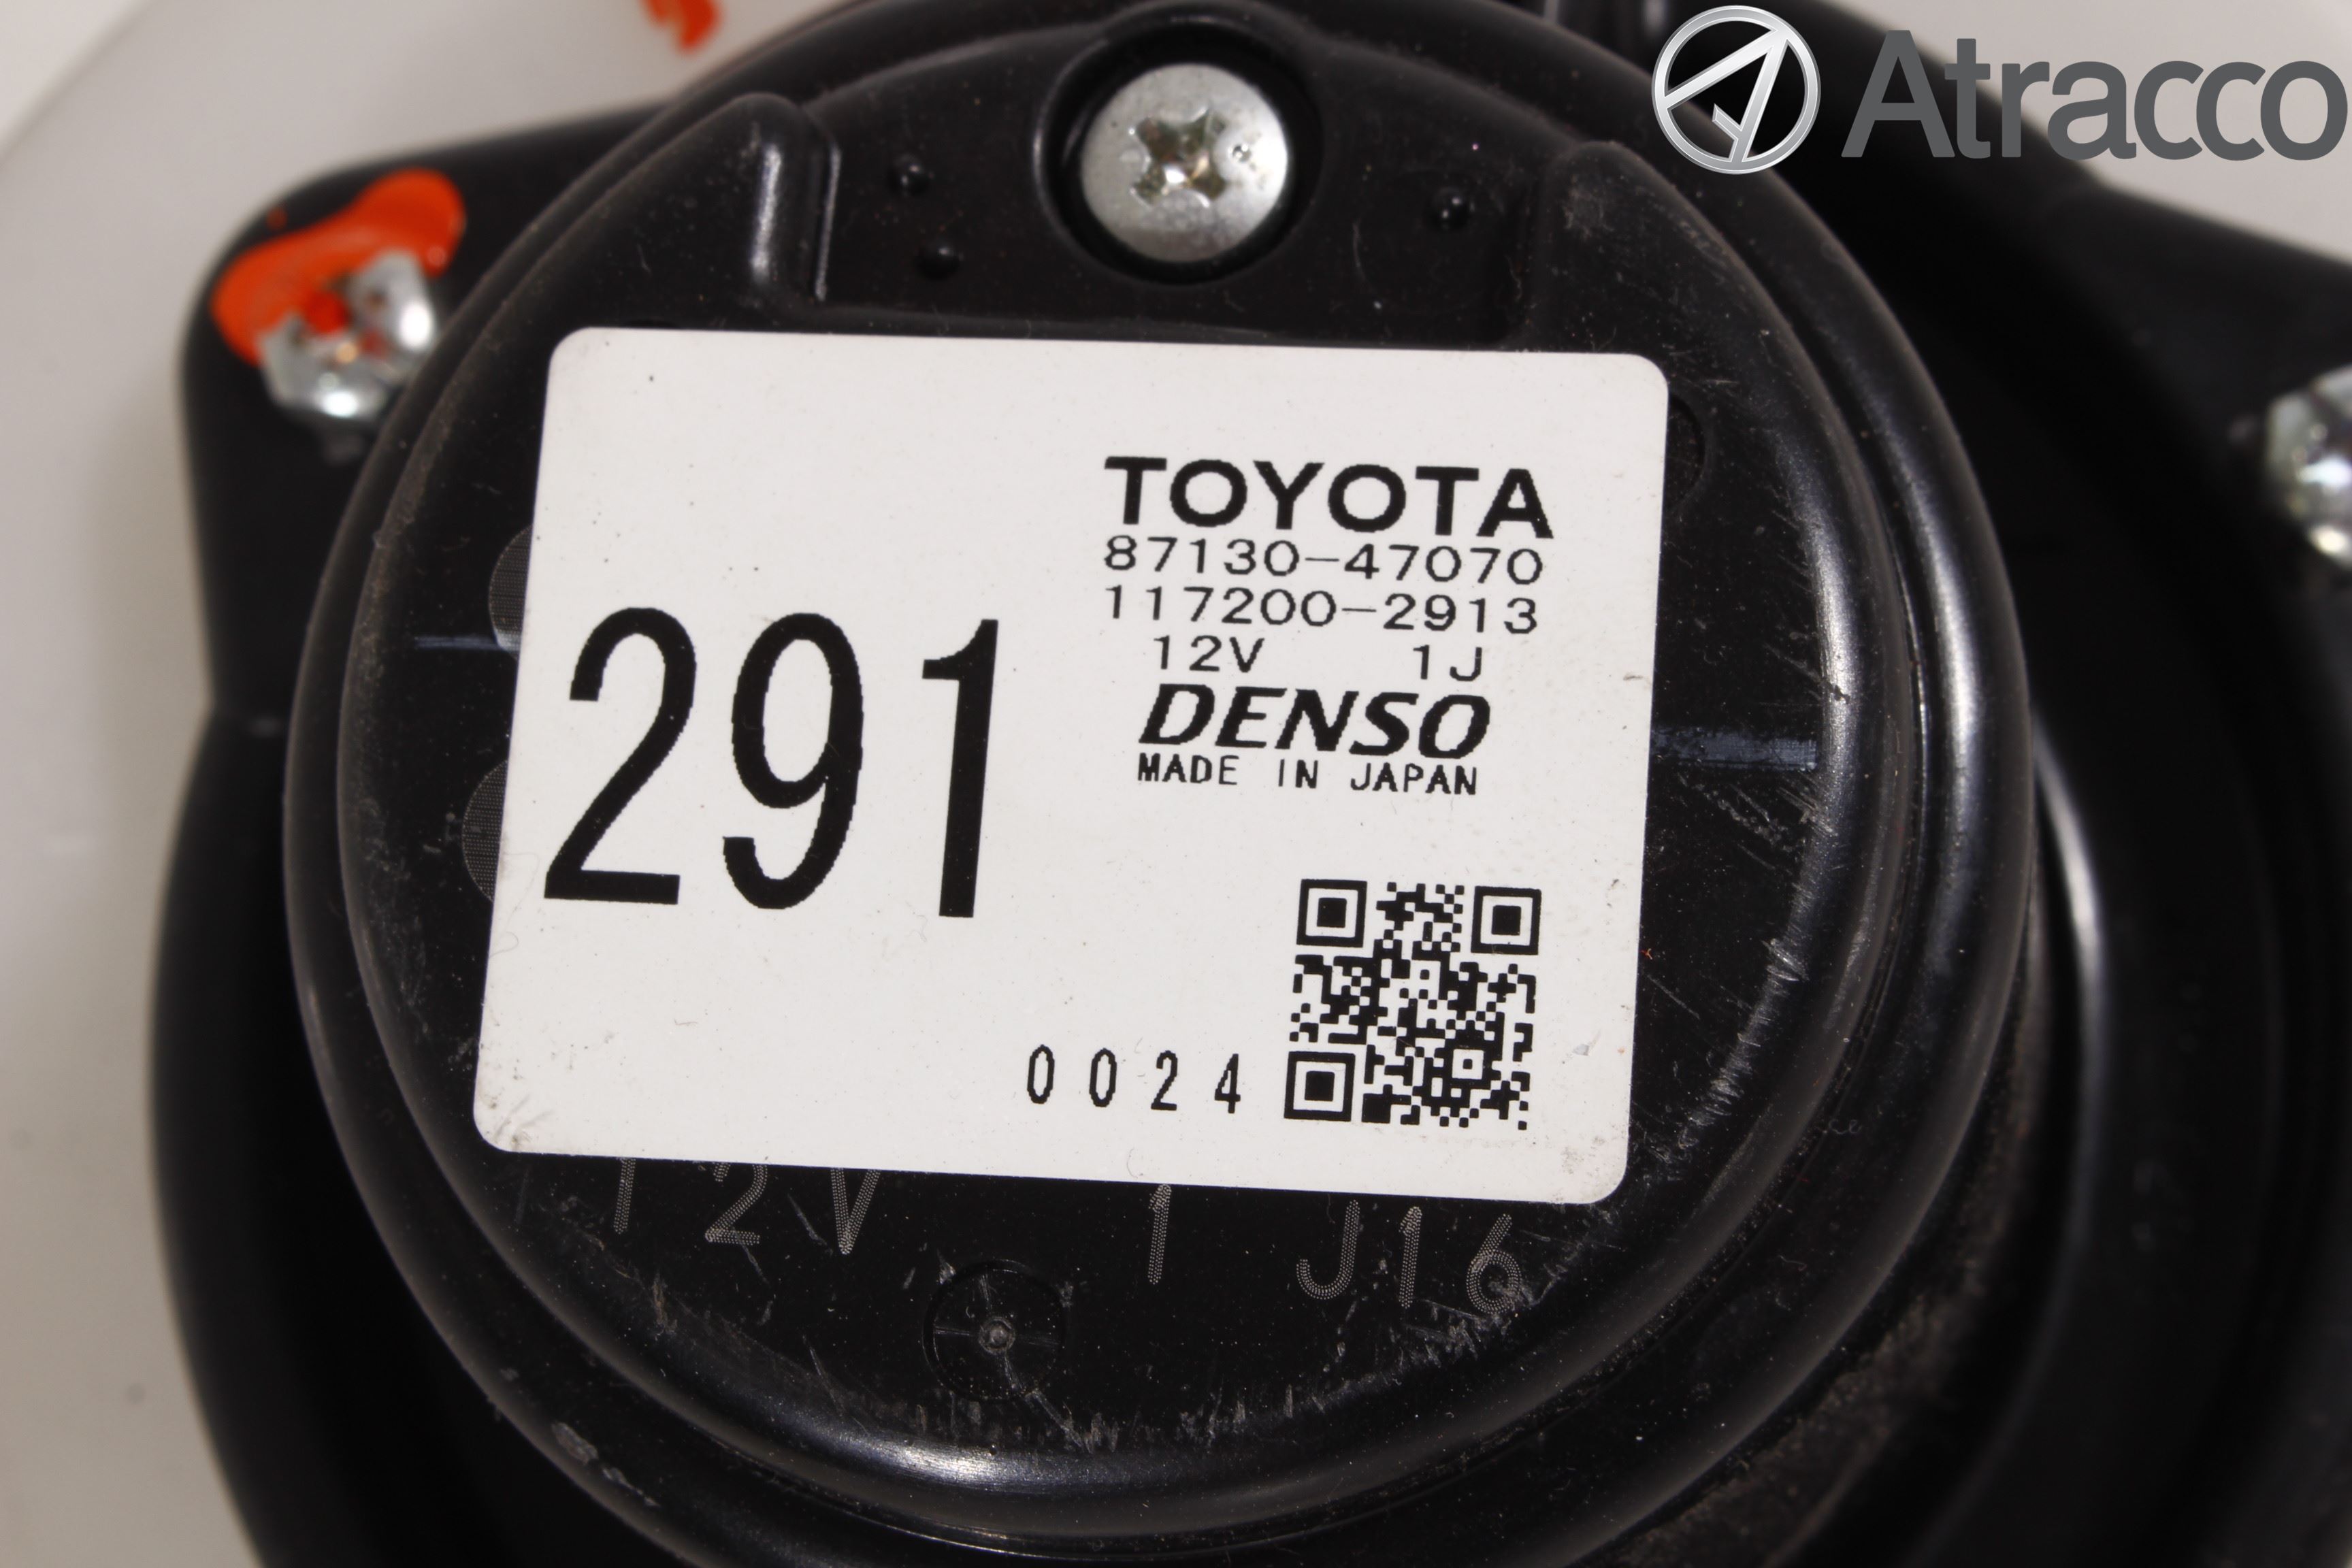 Atracco
TOYOTA
87130-47070
117200-2913
12V 1J
DENSO
MADE IN JAPAN
291
0024
12V 1 J16